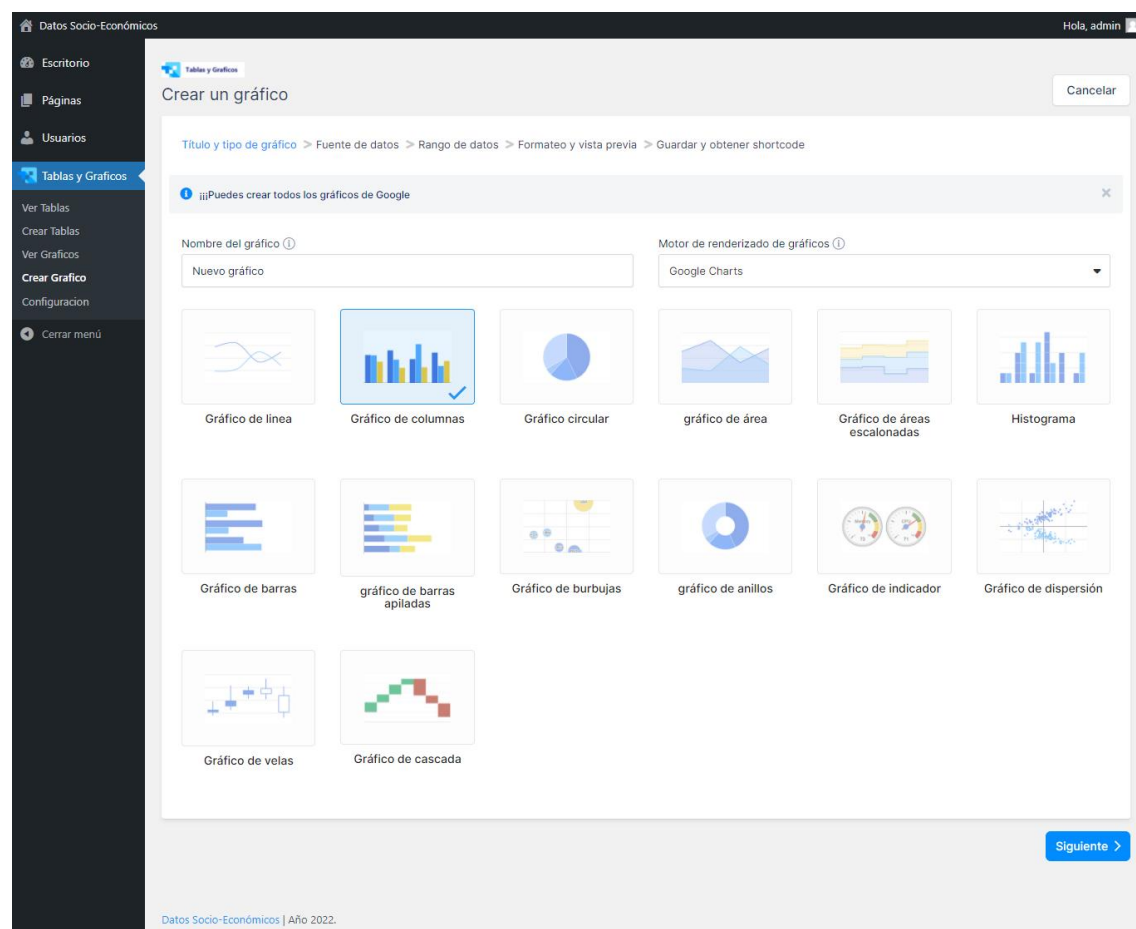 Datos Socio-Económicos
Hola, admin
Escritorio
Páginas
Usuarios
Tablas y Graficos
Ver Tablas
Crear Tablas
Ver Graficos
Crear Grafico
Configuracion
Cerrar menú
Tablas y Graficos
Crear un gráfico
Cancelar
Título y tipo de gráfico > Fuente de datos > Rango de datos > Formateo y vista previa > Guardar y obtener shortcode
¡¡¡Puedes crear todos los gráficos de Google
Nombre del gráfico
Motor de renderizado de gráficos
Nuevo gráfico
Google Charts
Gráfico de linea
Gráfico de columnas
Gráfico circular
gráfico de área
Gráfico de áreas
escalonadas
Histograma
Gráfico de barras
gráfico de barras
apiladas
Gráfico de burbujas
gráfico de anillos
Gráfico de indicador
Gráfico de dispersión
Gráfico de velas
Gráfico de cascada
Siguiente >
Datos Socio-Económicos | Año 2022.